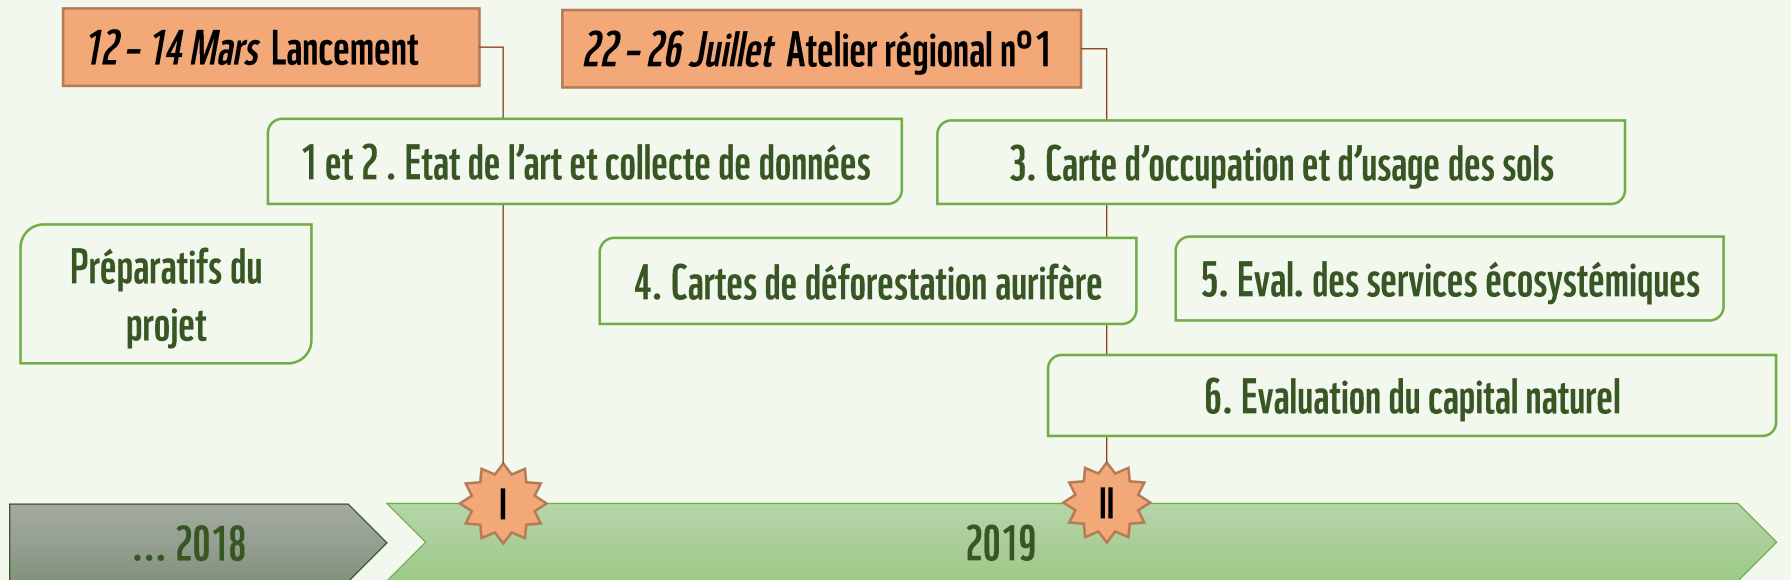 12 – 14 Mars Lancement
22 – 26 Juillet Atelier régional n°1
1 et 2 . Etat de l’art et collecte de données
3. Carte d’occupation et d’usage des sols
Préparatifs du
projet
4. Cartes de déforestation aurifère
5. Eval. des services écosystémiques
6. Evaluation du capital naturel
I
II
... 2018
2019